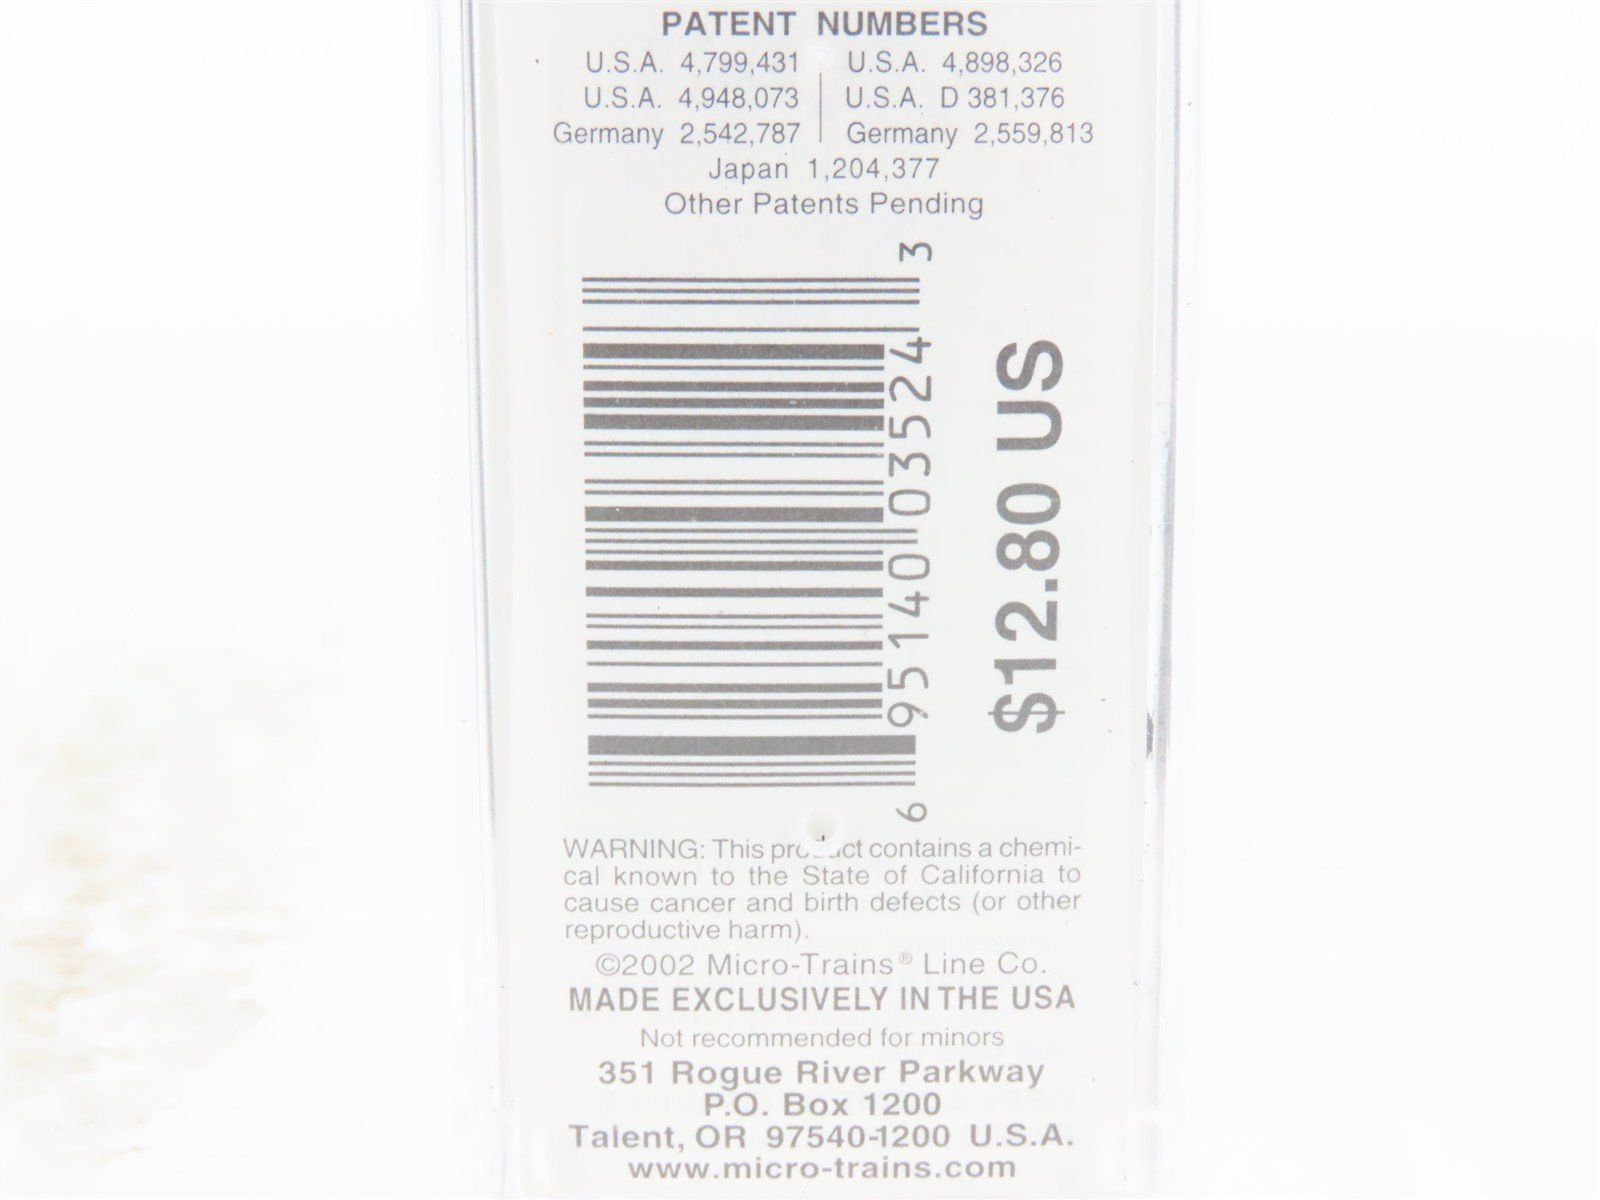 PATENT NUMBERS
U.S.A. 4,799,431 U.S.A. 4,898,326
U.S.A. 4,948,073 U.S.A. D 381,376
Germany 2,542,787 Germany 2,559,813
Japan 1,204,377
Other Patents Pending
6 95140 03524 3
$12.80 US
WARNING: This product contains a chemi-
cal known to the State of California to
cause cancer and birth defects (or other
reproductive harm).
©2002 Micro-Trains® Line Co.
MADE EXCLUSIVELY IN THE USA
Not recommended for minors
351 Rogue River Parkway
P.O. Box 1200
Talent, OR 97540-1200 U.S.A.
www.micro-trains.com